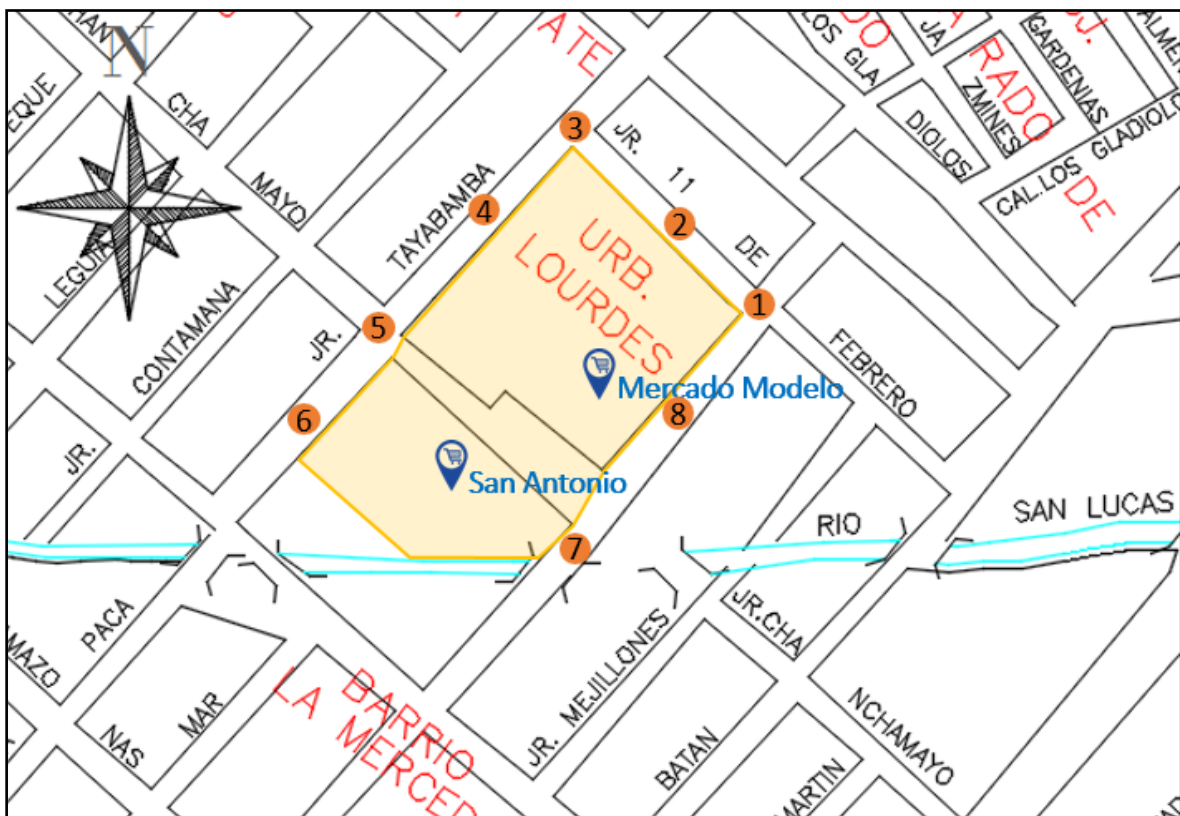 N
CHA
MAYO
EQUE
LEGUIA
CONTAMANA
JR.
JR.
TAYABAMBA
ATE
JR. 11 DE
FEBRERO
LOS GLA
DIOLOS
JA
ZMINES
GARDENIAS
RADO
DE
CAL.LOS GLADIOLO
URB.
LOURDES
3
4
2
1
5
6
8
7
Mercado Modelo
San Antonio
RIO
SAN LUCAS
PACA
MAR
NAS
MAZO
BARRIO
LA MERCED
JR. MEJILLONES
BATAN
MARTIN
JR.CHA
NCHAMAYO